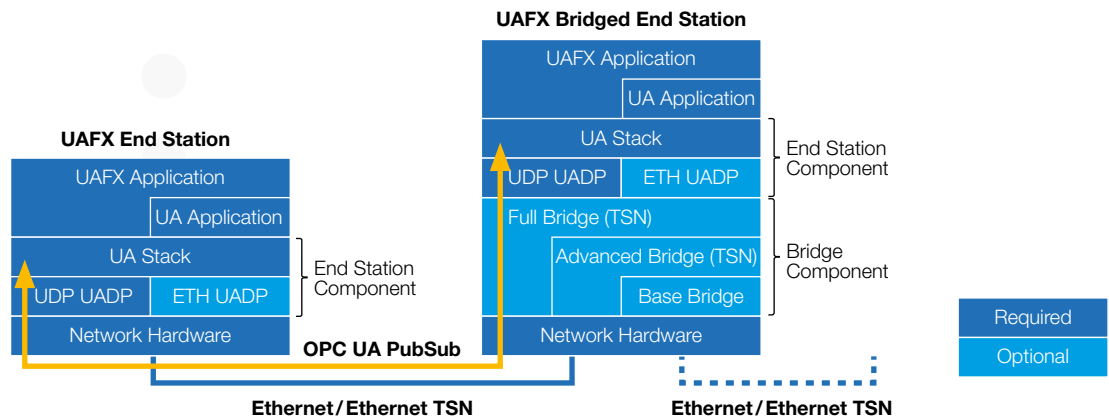 UAFX Bridged End Station
UAFX Application
UA Application
UA Stack
UDP UADP
ETH UADP
End Station
Component
Full Bridge (TSN)
Advanced Bridge (TSN)
Base Bridge
Bridge
Component
Network Hardware
UAFX End Station
UAFX Application
UA Application
UA Stack
UDP UADP
ETH UADP
End Station
Component
Network Hardware
OPC UA PubSub
Ethernet/Ethernet TSN
Ethernet/Ethernet TSN
Required
Optional